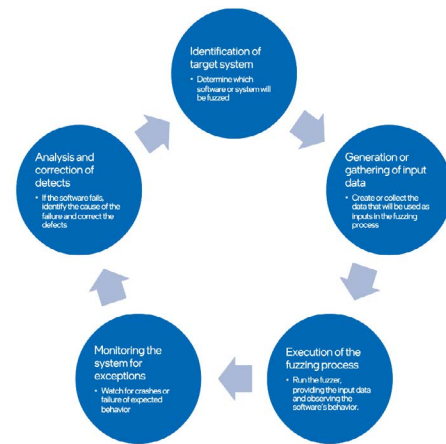 Identification of
target system
• Determine which
software or system will
be fuzzed
Generation or
gathering of input
data
• Create or collect the
data that will be used as
inputs in the fuzzing
process
Execution of the
fuzzing process
• Run the fuzzer,
providing the input data
and observing the
software's behavior.
Monitoring the
system for
exceptions
• Watch for crashes or
failure of expected
behavior
Analysis and
correction of
detects
• If the software fails,
identify the cause of the
failure and correct the
defects